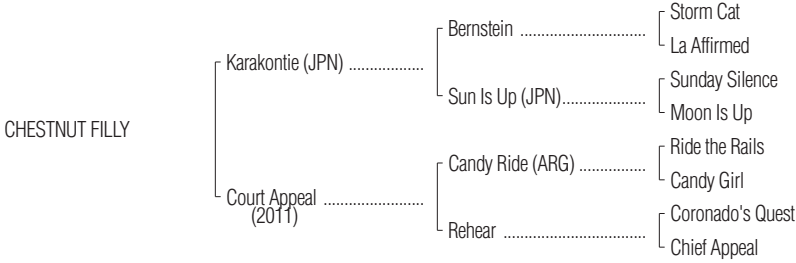 Storm Cat
Bernstein ..............................
La Affirmed
Karakontie (JPN) ..................
Sunday Silence
Sun Is Up (JPN)....................
Moon Is Up
CHESTNUT FILLY
Ride the Rails
Candy Ride (ARG) ................
Candy Girl
Court Appeal ........................
(2011)
Coronado's Quest
Rehear ..................................
Chief Appeal